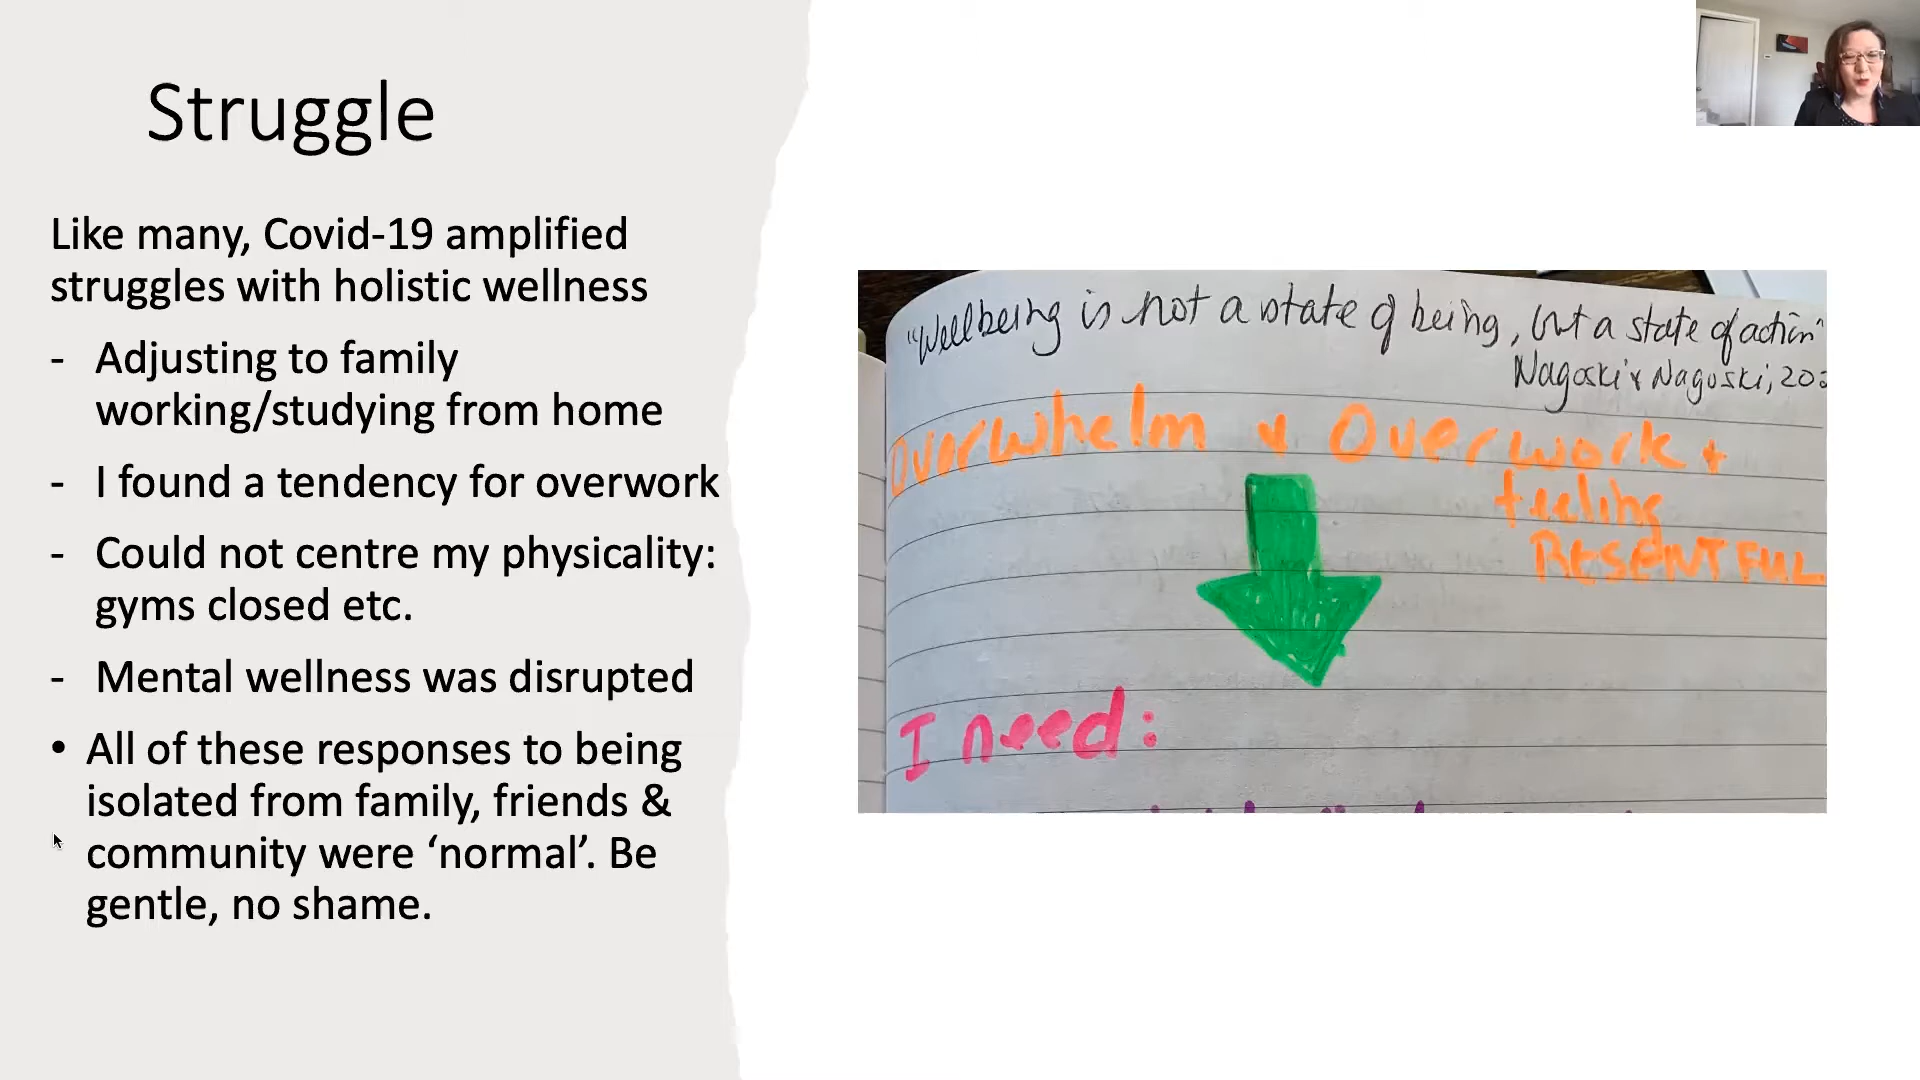 Struggle
Like many, Covid-19 amplified
struggles with holistic wellness
- Adjusting to family
working/studying from home
- I found a tendency for overwork
- Could not centre my physicality:
gyms closed etc.
- Mental wellness was disrupted
• All of these responses to being
isolated from family, friends &
community were ‘normal’. Be
gentle, no shame.
"Wellbeing is not a state of being, but a state of action"
Nagoski & Nagoski, 202
Overwhelm & Overwork +
feeling
RESENTFUL
I need: